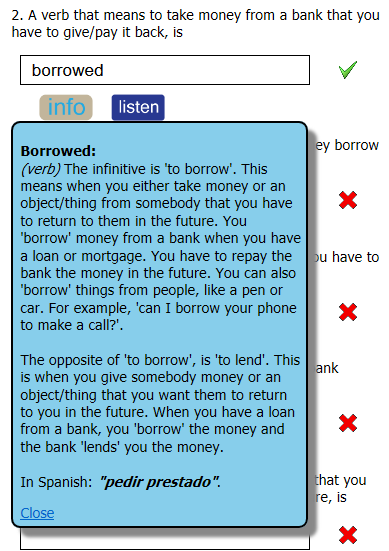 2. A verb that means to take money from a bank that you
have to give/pay it back, is
borrowed
info listen
ey borrow
Borrowed:
(verb) The infinitive is 'to borrow'. This
means when you either take money or an
object/thing from somebody that you have
to return to them in the future. You
'borrow' money from a bank when you have
a loan or mortgage. You have to repay the
bank the money in the future. You can also
'borrow' things from people, like a pen or
car. For example, 'can I borrow your phone
to make a call?'.
ou have to
The opposite of 'to borrow', is 'to lend'. This
is when you give somebody money or an
object/thing that you want them to return
to you in the future. When you have a loan
from a bank, you 'borrow' the money and
the bank 'lends' you the money.
ank
In Spanish: "pedir prestado".
that you
re, is
Close